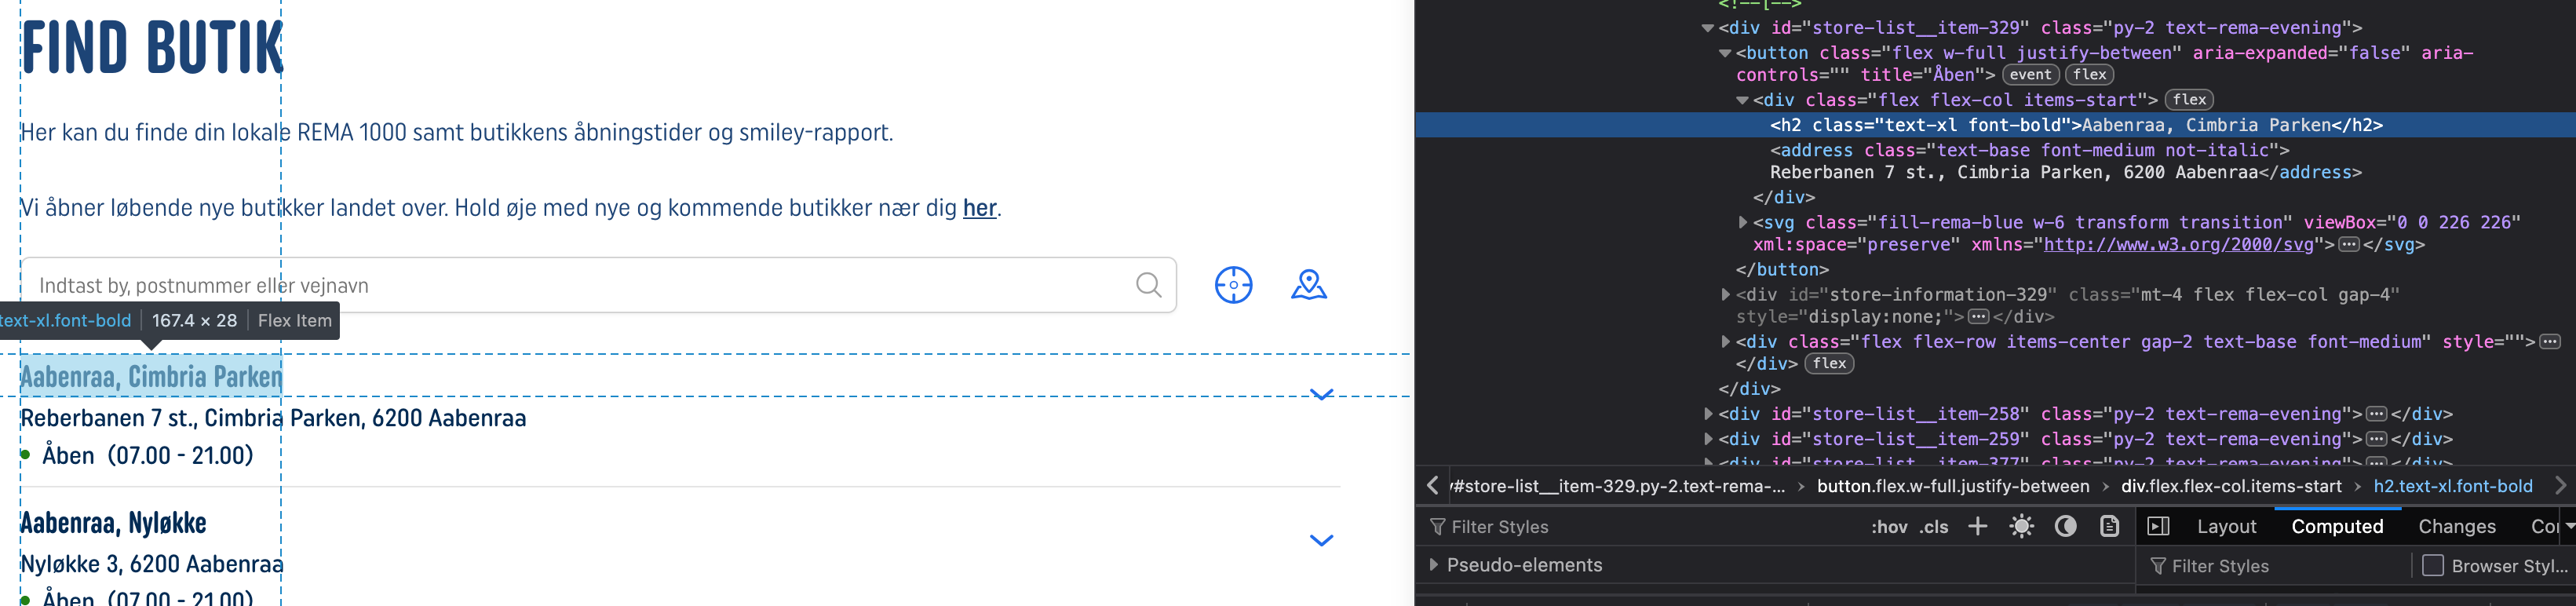 FIND BUTIK
Her kan du finde din lokale REMA 1000 samt butikkens åbningstider og smiley-rapport.
Vi åbner løbende nye butikker landet over. Hold øje med nye og kommende butikker nær dig her.
Indtast by, postnummer eller vejnavn
text-xl.font-bold 167.4 × 28 Flex Item
Aabenraa, Cimbria Parken
Reberbanen 7 st., Cimbria Parken, 6200 Aabenraa
Åben (07.00 - 21.00)
Aabenraa, Nyløkke
Nyløkke 3, 6200 Aabenraa
Åben (07.00 - 21.00)
<!--[-->
<div id="store-list__item-329" class="py-2 text-rema-evening">
<button class="flex w-full justify-between" aria-expanded="false" aria-
controls="" title="Åben"> event flex
<div class="flex flex-col items-start"> flex
<h2 class="text-xl font-bold">Aabenraa, Cimbria Parken</h2>
<address class="text-base font-medium not-italic">
Reberbanen 7 st., Cimbria Parken, 6200 Aabenraa</address>
</div>
<svg class="fill-rema-blue w-6 transform transition" viewBox="0 0 226 226"
xml:space="preserve" xmlns="http://www.w3.org/2000/svg">…</svg>
</button>
<div id="store-information-329" class="mt-4 flex flex-col gap-4"
style="display:none;">…</div>
<div class="flex flex-row items-center gap-2 text-base font-medium" style="">…
</div> flex
</div>
<div id="store-list__item-258" class="py-2 text-rema-evening">…</div>
<div id="store-list__item-259" class="py-2 text-rema-evening">…</div>
<div id="store-list__item-377" class="py-2 text-rema-evening">…</div>
#store-list__item-329.py-2.text-rema-... › button.flex.w-full.justify-between › div.flex.flex-col.items-start › h2.text-xl.font-bold
Filter Styles :hov .cls +
Layout Computed Changes Co
Pseudo-elements
Filter Styles Browser Styl...